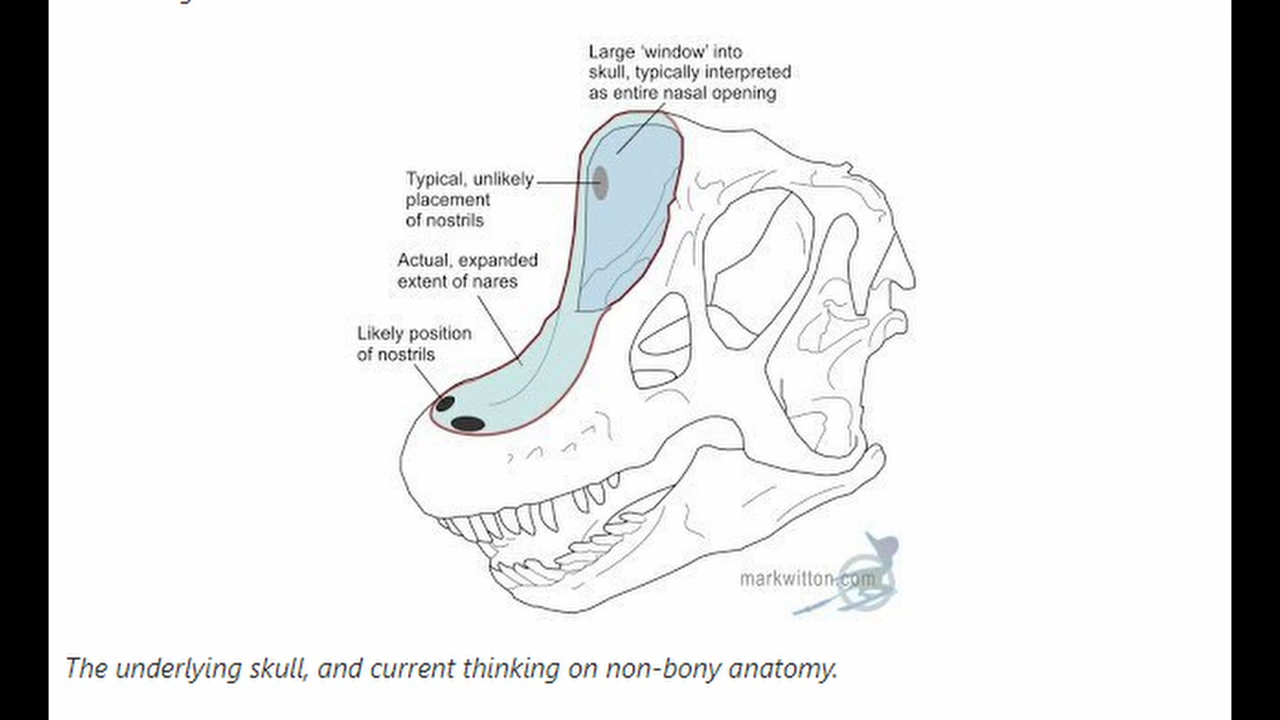 Large 'window' into
skull, typically interpreted
as entire nasal opening
Typical, unlikely
placement
of nostrils
Actual, expanded
extent of nares
Likely position
of nostrils
markwitton.com
The underlying skull, and current thinking on non-bony anatomy.